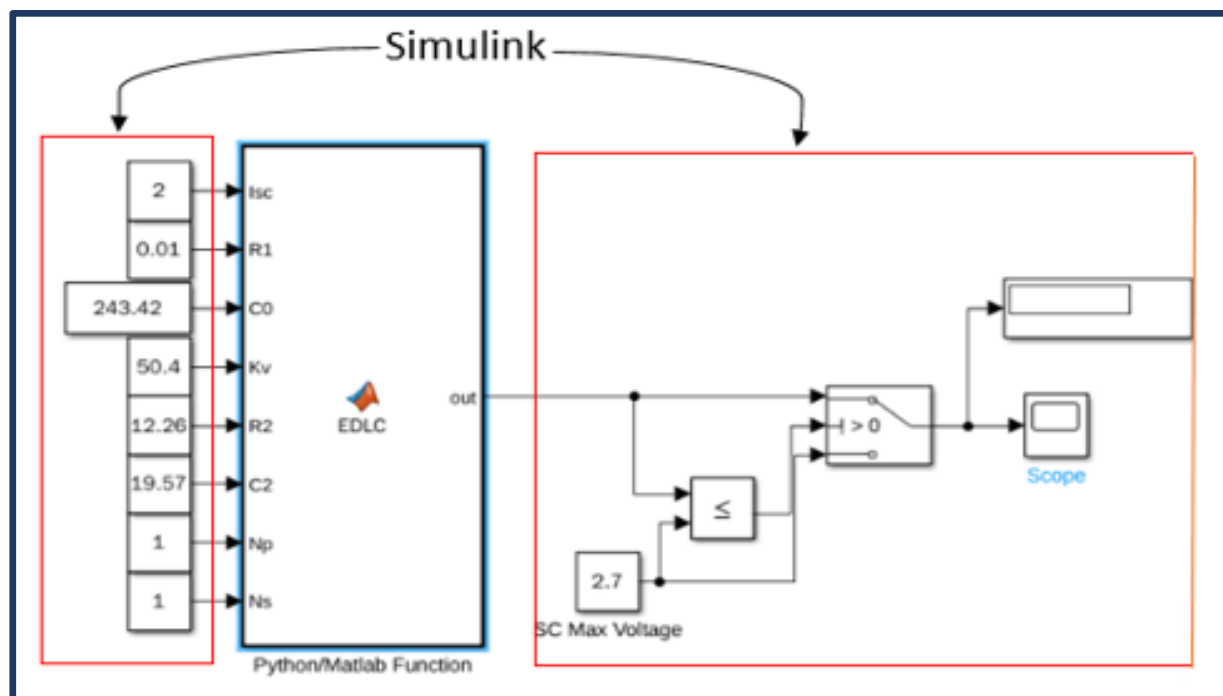 Simulink
2
Isc
0.01
R1
243.42
C0
50.4
Kv
12.26
R2
19.57
C2
1
Np
1
Ns
EDLC
out
> 0
≤
2.7
SC Max Voltage
Scope
Python/Matlab Function